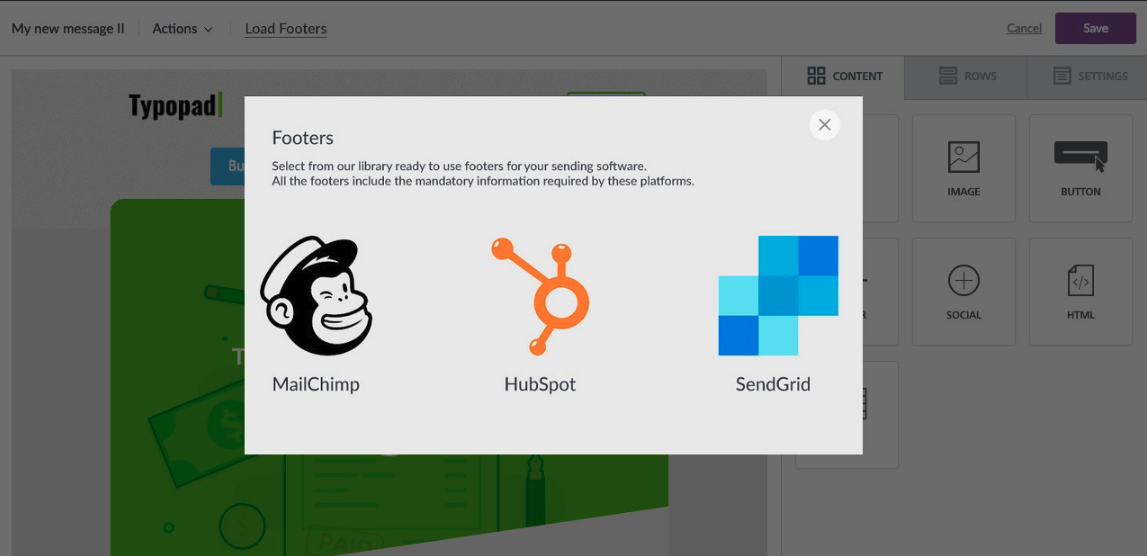 My new message II
Actions
Load Footers
Cancel
Save
CONTENT
ROWS
SETTINGS
Typopad
Bu
Footers
Select from our library ready to use footers for your sending software.
All the footers include the mandatory information required by these platforms.
MailChimp
HubSpot
SendGrid
IMAGE
BUTTON
R
SOCIAL
HTML
T
$
PAID